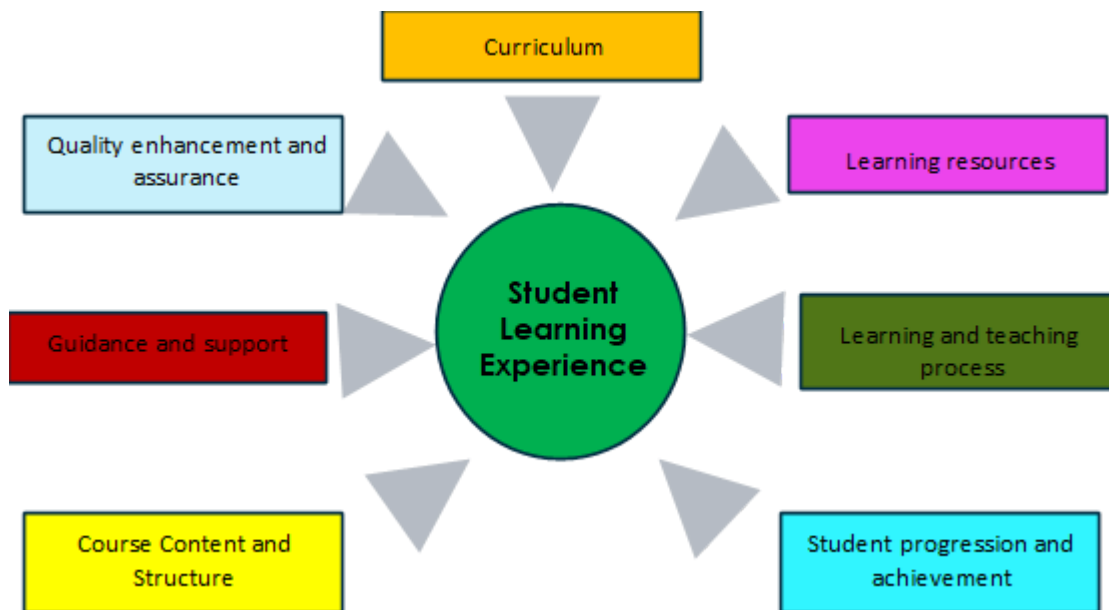 Curriculum
Quality enhancement and
assurance
Learning resources
Student
Learning
Experience
Guidance and support
Learning and teaching
process
Course Content and
Structure
Student progression and
achievement